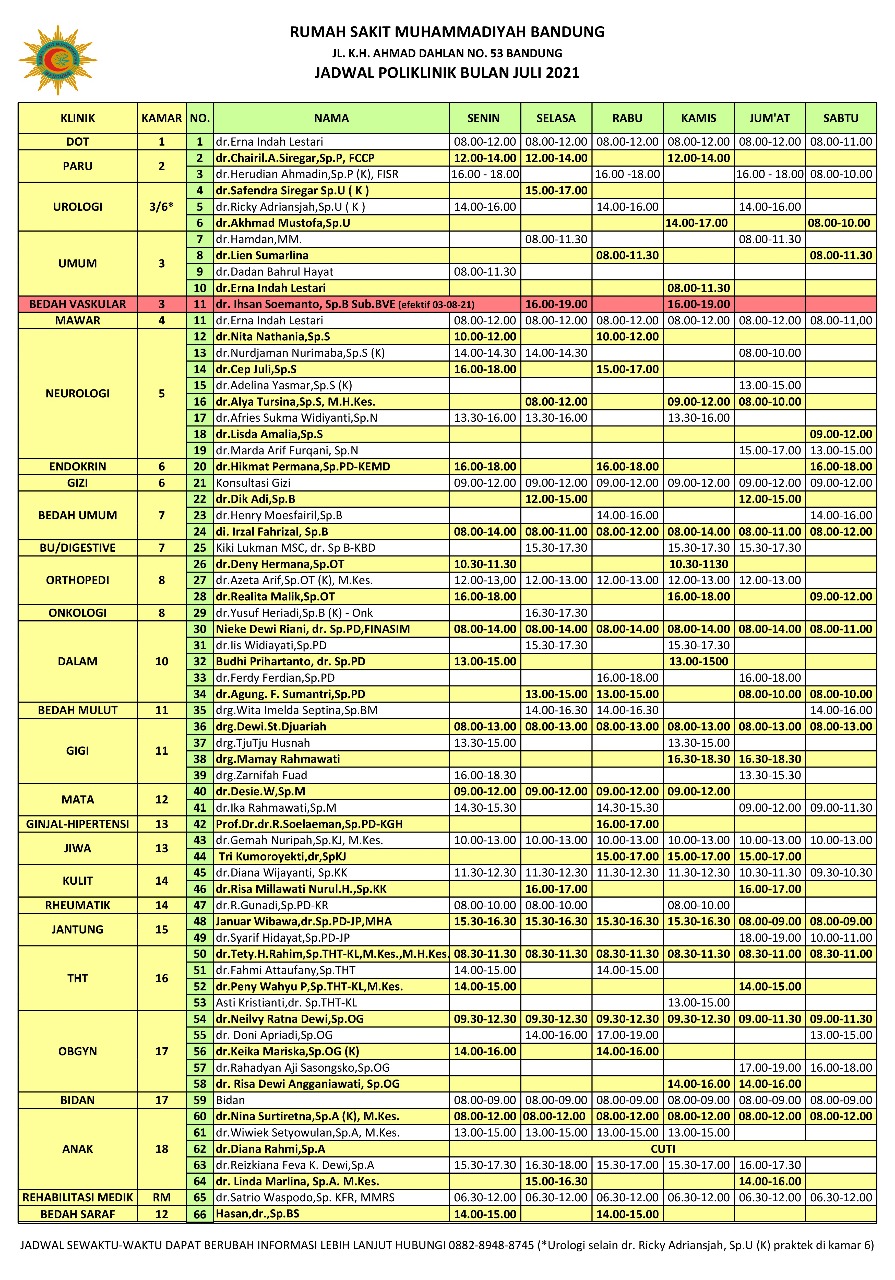 RUMAH SAKIT MUHAMMADIYAH BANDUNG
JL. K.H. AHMAD DAHLAN NO. 53 BANDUNG
JADWAL POLIKLINIK BULAN JULI 2021
KLINIK KAMAR NO. NAMA SENIN SELASA RABU KAMIS JUM'AT SABTU
DOT 1 1 dr.Erna Indah Lestari 08.00-12.00 08.00-12.00 08.00-12.00 08.00-12.00 08.00-12.00 08.00-11.00
PARU 2 2 dr.Chairil.A.Siregar,Sp.P, FCCP 12.00-14.00 12.00-14.00 12.00-14.00
3 dr.Herudian Ahmadin,Sp.P (K), FISR 16.00 - 18.00 16.00 -18.00 16.00 - 18.00 08.00-10.00
UROLOGI 3/6* 4 dr.Safendra Siregar Sp.U ( K ) 15.00-17.00
5 dr.Ricky Adriansjah,Sp.U ( K ) 14.00-16.00 14.00-16.00 14.00-16.00
6 dr.Akhmad Mustofa,Sp.U 14.00-17.00 08.00-10.00
UMUM 3 7 dr.Hamdan,MM. 08.00-11.30 08.00-11.30
8 dr.Lien Sumarlina 08.00-11.30 08.00-11.30
9 dr.Dadan Bahrul Hayat 08.00-11.30
10 dr.Erna Indah Lestari 08.00-11.30
BEDAH VASKULAR 3 11 dr. Ihsan Soemanto, Sp.B Sub.BVE (efektif 03-08-21) 16.00-19.00 16.00-19.00
MAWAR 4 11 dr.Erna Indah Lestari 08.00-12.00 08.00-12.00 08.00-12.00 08.00-12.00 08.00-12.00 08.00-11,00
NEUROLOGI 5 12 dr.Nita Nathania,Sp.S 10.00-12.00 10.00-12.00
13 dr.Nurdjaman Nurimaba,Sp.S (K) 14.00-14.30 14.00-14.30 08.00-10.00
14 dr.Cep Juli,Sp.S 16.00-18.00 15.00-17.00
15 dr.Adelina Yasmar,Sp.S (K) 13.00-15.00
16 dr.Alya Tursina,Sp.S, M.H.Kes. 08.00-12.00 09.00-12.00 08.00-10.00
17 dr.Afries Sukma Widiyanti,Sp.N 13.30-16.00 13.30-16.00 13.30-16.00
18 dr.Lisda Amalia,Sp.S 09.00-12.00
19 dr.Marda Arif Furqani, Sp.N 15.00-17.00 13.00-15.00
ENDOKRIN 6 20 dr.Hikmat Permana,Sp.PD-KEMD 16.00-18.00 16.00-18.00 16.00-18.00
GIZI 6 21 Konsultasi Gizi 09.00-12.00 09.00-12.00 09.00-12.00 09.00-12.00 09.00-12.00 09.00-12.00
BEDAH UMUM 7 22 dr.Dik Adi,Sp.B 12.00-15.00 12.00-15.00
23 dr.Henry Moesfairil,Sp.B 14.00-16.00 14.00-16.00
24 di. Irzal Fahrizal, Sp.B 08.00-14.00 08.00-11.00 08.00-12.00 08.00-14.00 08.00-11.00 08.00-12.00
BU/DIGESTIVE 7 25 Kiki Lukman MSC, dr. Sp B-KBD 15.30-17.30 15.30-17.30 15.30-17.30
ORTHOPEDI 8 26 dr.Deny Hermana,Sp.OT 10.30-11.30 10.30-1130
27 dr.Azeta Arif,Sp.OT (K), M.Kes. 12.00-13,00 12.00-13.00 12.00-13.00 12.00-13.00 12.00-13.00
28 dr.Realita Malik,Sp.OT 16.00-18.00 16.00-18.00 09.00-12.00
ONKOLOGI 8 29 dr.Yusuf Heriadi,Sp.B (K) - Onk 16.30-17.30
DALAM 10 30 Nieke Dewi Riani, dr. Sp.PD,FINASIM 08.00-14.00 08.00-14.00 08.00-14.00 08.00-14.00 08.00-14.00 08.00-11.00
31 dr.Iis Widiayati,Sp.PD 15.30-17.30 15.30-17.30
32 Budhi Prihartanto, dr. Sp.PD 13.00-15.00 13.00-1500
33 dr.Ferdy Ferdian,Sp.PD 16.00-18.00 16.00-18.00
34 dr.Agung. F. Sumantri,Sp.PD 13.00-15.00 13.00-15.00 08.00-10.00 08.00-10.00
BEDAH MULUT 11 35 drg.Wita Imelda Septina,Sp.BM 14.00-16.30 14.00-16.30 14.00-16.00
GIGI 11 36 drg.Dewi.St.Djuariah 08.00-13.00 08.00-13.00 08.00-13.00 08.00-13.00 08.00-13.00 08.00-13.00
37 drg.TjuTju Husnah 13.30-15.00 13.30-15.00
38 drg.Mamay Rahmawati 16.30-18.30 16.30-18.30
39 drg.Zarnifah Fuad 16.00-18.30 13.30-15.30
MATA 12 40 dr.Desie.W,Sp.M 09.00-12.00 09.00-12.00 09.00-12.00 09.00-12.00
41 dr.Ika Rahmawati,Sp.M 14.30-15.30 14.30-15.30 09.00-12.00 09.00-11.30
GINJAL-HIPERTENSI 13 42 Prof.Dr.dr.R.Soelaeman,Sp.PD-KGH 16.00-17.00
JIWA 13 43 dr.Gemah Nuripah,Sp.KJ, M.Kes. 10.00-13.00 10.00-13.00 10.00-13.00 10.00-13.00 10.00-13.00 10.00-13.00
44 Tri Kumoroyekti,dr,SpKJ 15.00-17.00 15.00-17.00 15.00-17.00
KULIT 14 45 dr.Diana Wijayanti, Sp.KK 11.30-12.30 11.30-12.30 11.30-12.30 11.30-12.30 10.30-11.30 09.30-10.30
46 dr.Risa Millawati Nurul.H.,Sp.KK 16.00-17.00 16.00-17.00
RHEUMATIK 14 47 dr.R.Gunadi,Sp.PD-KR 08.00-10.00 08.00-10.00 08.00-10.00
JANTUNG 15 48 Januar Wibawa,dr.Sp.PD-JP,MHA 15.30-16.30 15.30-16.30 15.30-16.30 15.30-16.30 08.00-09.00 08.00-09.00
49 dr.Syarif Hidayat,Sp.PD-JP 18.00-19.00 10.00-11.00
THT 16 50 dr.Tety.H.Rahim,Sp.THT-KL,M.Kes.,M.H.Kes. 08.30-11.30 08.30-11.30 08.30-11.30 08.30-11.30 08.30-11.00 08.30-11.00
51 dr.Fahmi Attaufany,Sp.THT 14.00-15.00 14.00-15.00
52 dr.Peny Wahyu P,Sp.THT-KL,M.Kes. 14.00-15.00 14.00-15.00
53 Asti Kristianti,dr. Sp.THT-KL 13.00-15.00
OBGYN 17 54 dr.Neilvy Ratna Dewi,Sp.OG 09.30-12.30 09.30-12.30 09.30-12.30 09.30-12.30 09.00-11.30 09.00-11.30
55 dr. Doni Apriadi,Sp.OG 14.00-16.00 17.00-19.00 13.00-15.00
56 dr.Keika Mariska,Sp.OG (K) 14.00-16.00 14.00-16.00
57 dr.Rahadyan Aji Sasongsko,Sp.OG 17.00-19.00 16.00-18.00
58 dr. Risa Dewi Angganiawati, Sp.OG 14.00-16.00 14.00-16.00
BIDAN 17 59 Bidan 08.00-09.00 08.00-09.00 08.00-09.00 08.00-09.00 08.00-09.00 08.00-09.00
ANAK 18 60 dr.Nina Surtiretna,Sp.A (K), M.Kes. 08.00-12.00 08.00-12.00 08.00-12.00 08.00-12.00 08.00-12.00 08.00-12.00
61 dr.Wiwiek Setyowulan,Sp.A, M.Kes. 13.00-15.00 13.00-15.00 13.00-15.00 13.00-15.00
62 dr.Diana Rahmi,Sp.A CUTI
63 dr.Reizkiana Feva K. Dewi,Sp.A 15.30-17.30 16.30-18.00 15.30-17.00 15.30-17.00 16.00-17.30
64 dr. Linda Marlina, Sp.A. M.Kes. 15.00-16.30 14.00-16.00
REHABILITASI MEDIK RM 65 dr.Satrio Waspodo,Sp. KFR, MMRS 06.30-12.00 06.30-12.00 06.30-12.00 06.30-12.00 06.30-12.00 06.30-12.00
BEDAH SARAF 12 66 Hasan,dr.,Sp.BS 14.00-15.00 14.00-15.00
JADWAL SEWAKTU-WAKTU DAPAT BERUBAH INFORMASI LEBIH LANJUT HUBUNGI 0882-8948-8745 (*Urologi selain dr. Ricky Adriansjah, Sp.U (K) praktek di kamar 6)